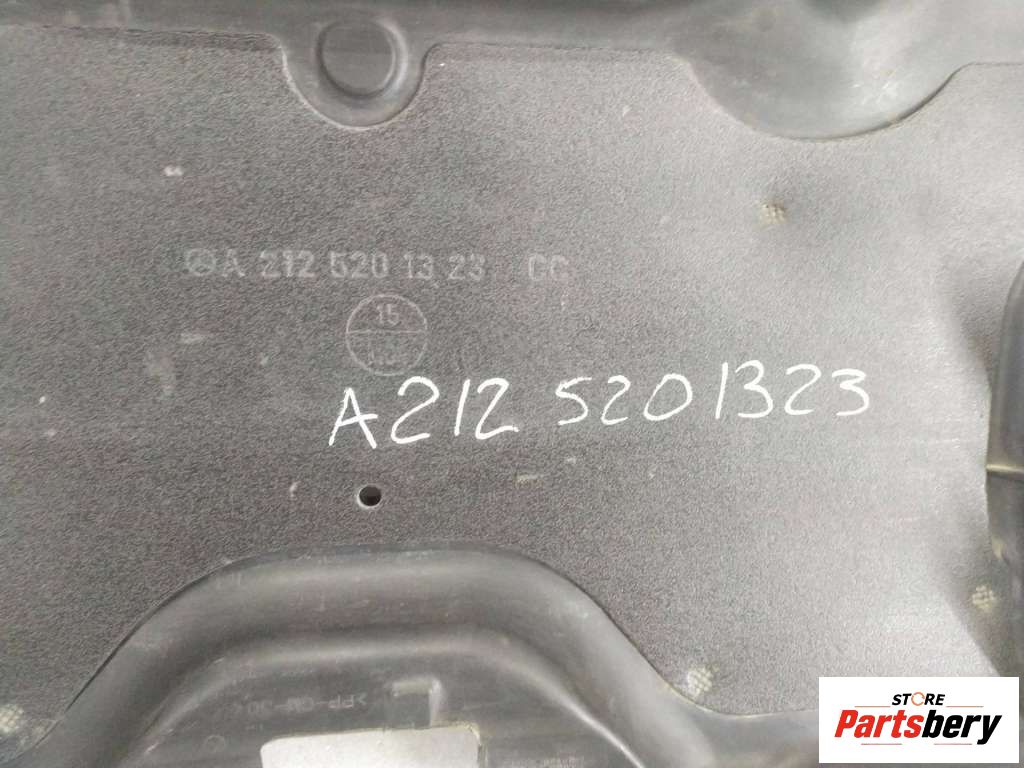 A 212 520 13 23 CC
15
A212 5201323
STORE
Partsbery